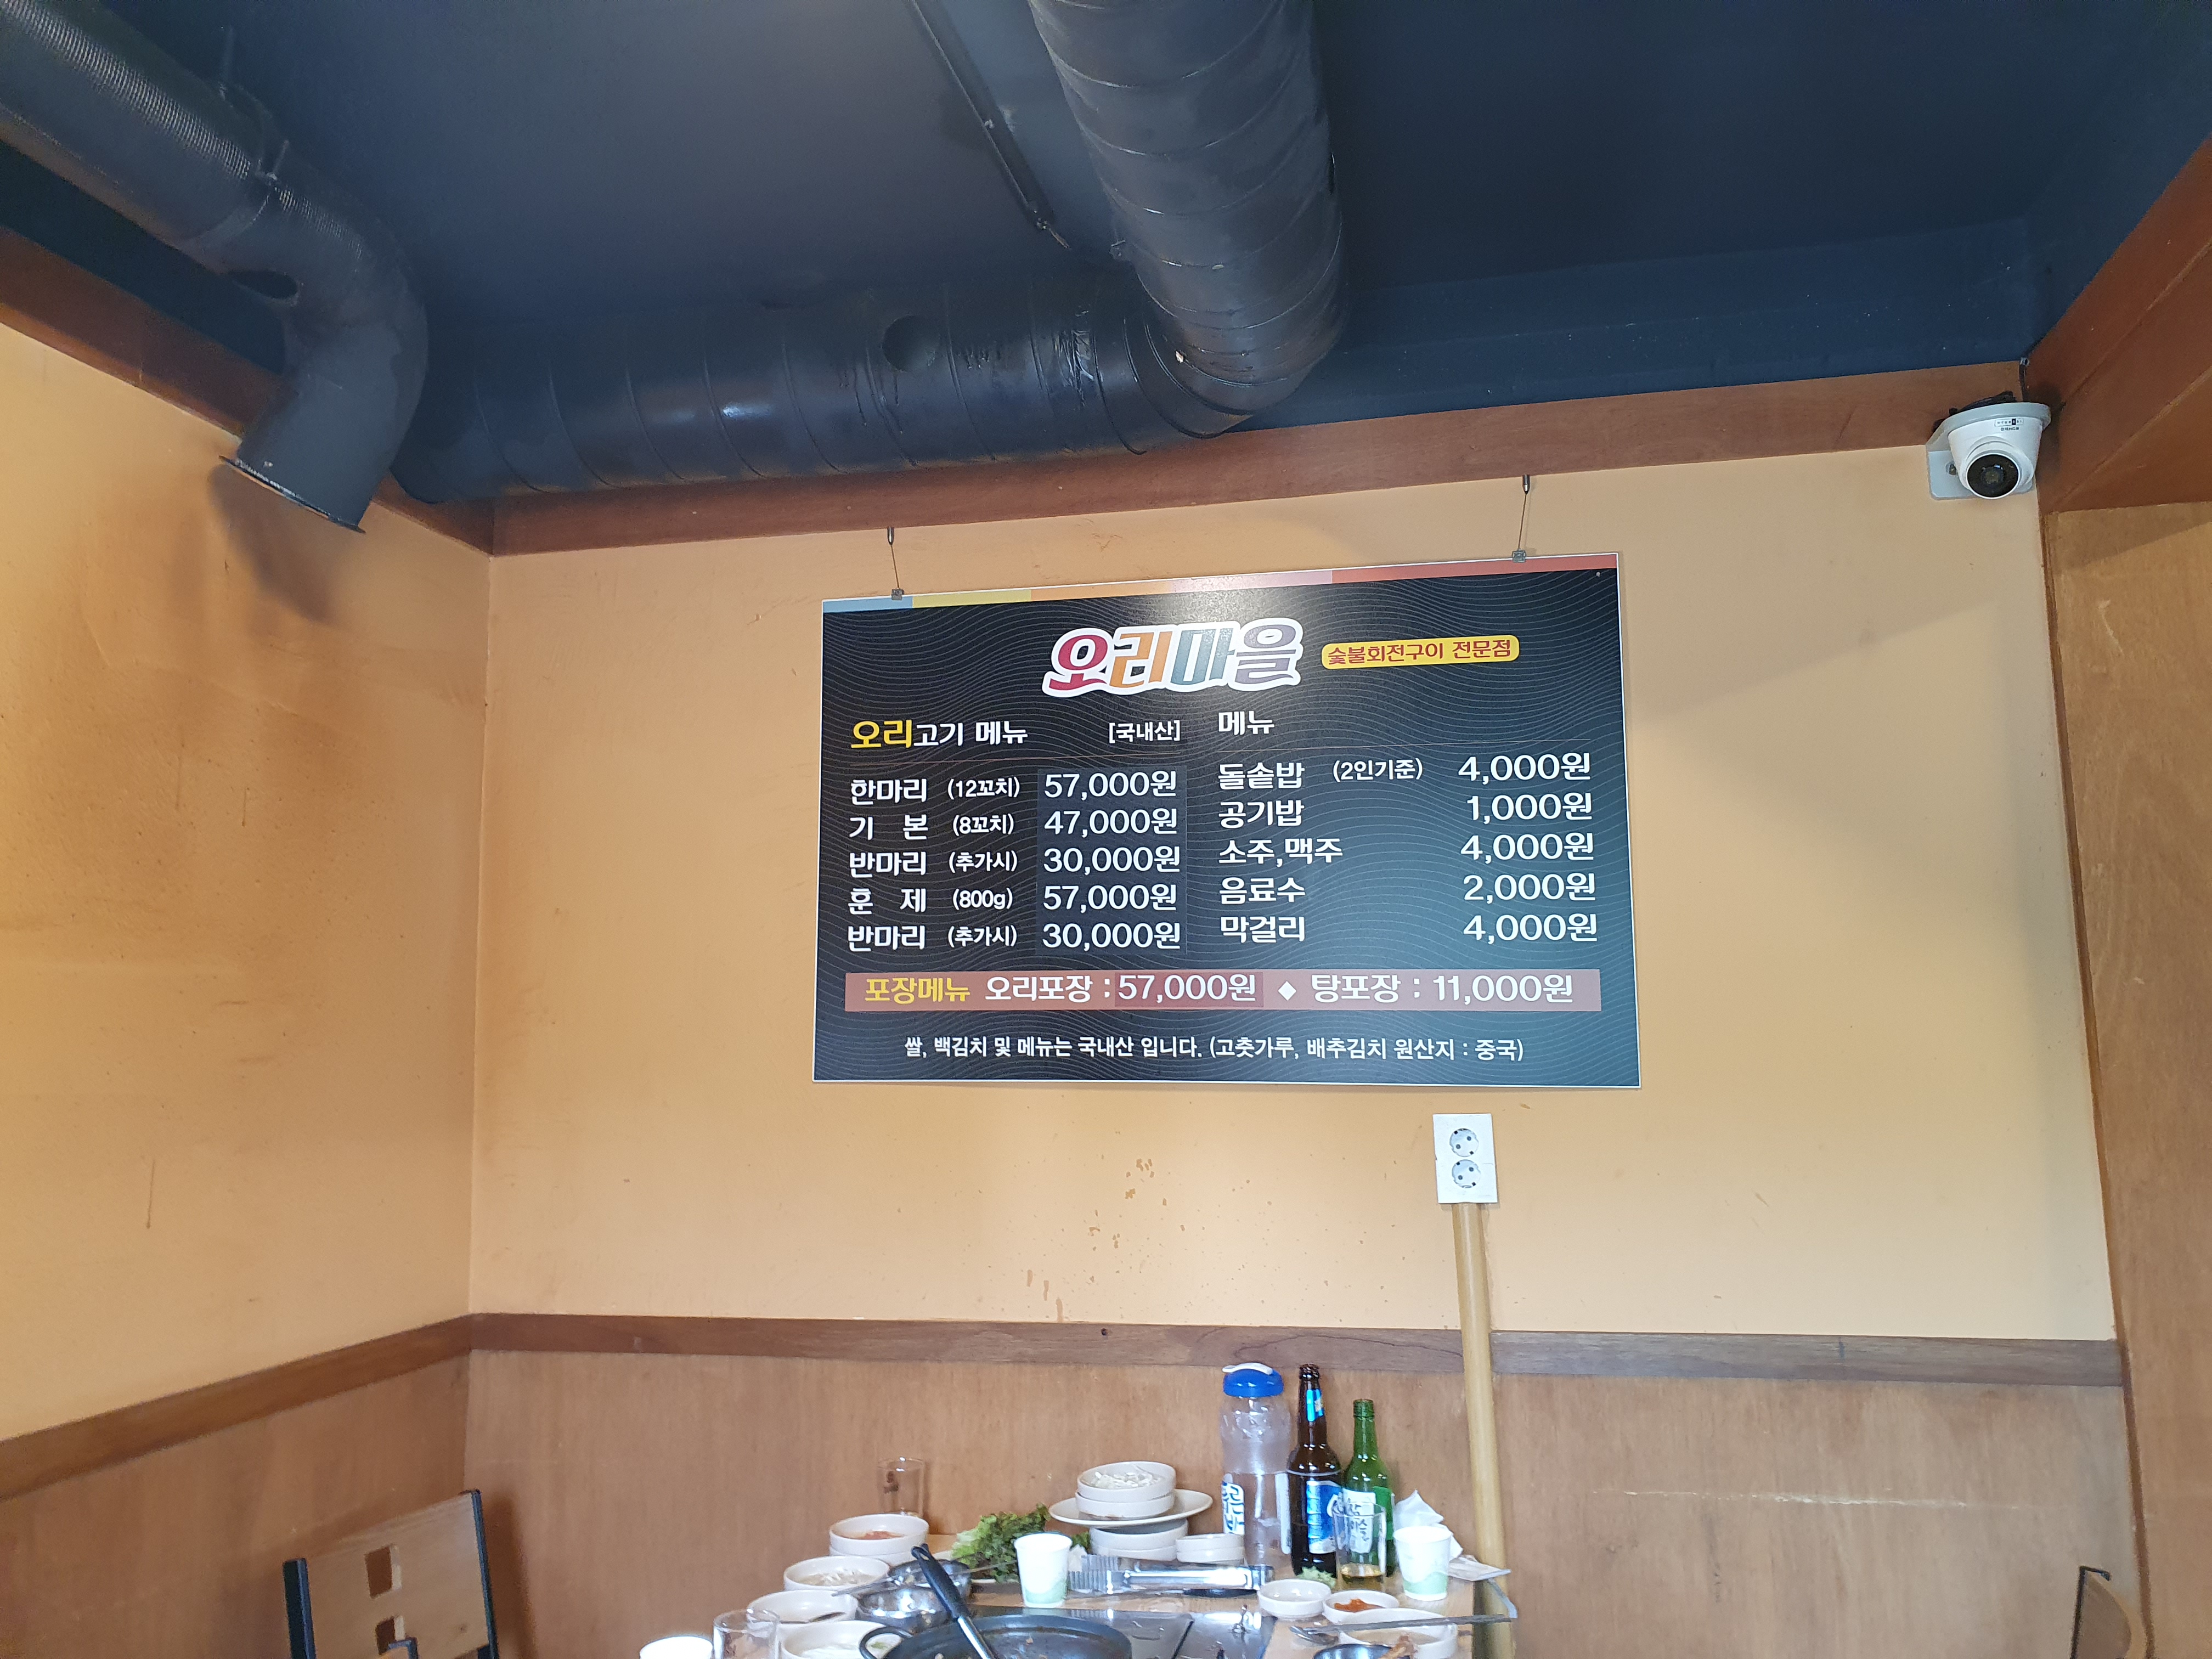 오리마을 숯불회전구이 전문점
오리고기 메뉴 [국내산]
한마리 (12꼬치) 57,000원
기 본 (8꼬치) 47,000원
반마리 (추가시) 30,000원
훈 제 (800g) 57,000원
반마리 (추가시) 30,000원
메뉴
돌솥밥 (2인기준) 4,000원
공기밥 1,000원
소주,맥주 4,000원
음료수 2,000원
막걸리 4,000원
포장메뉴 오리포장 : 57,000원 ◆ 탕포장 : 11,000원
쌀, 백김치 및 메뉴는 국내산 입니다. (고춧가루, 배추김치 원산지 : 중국)